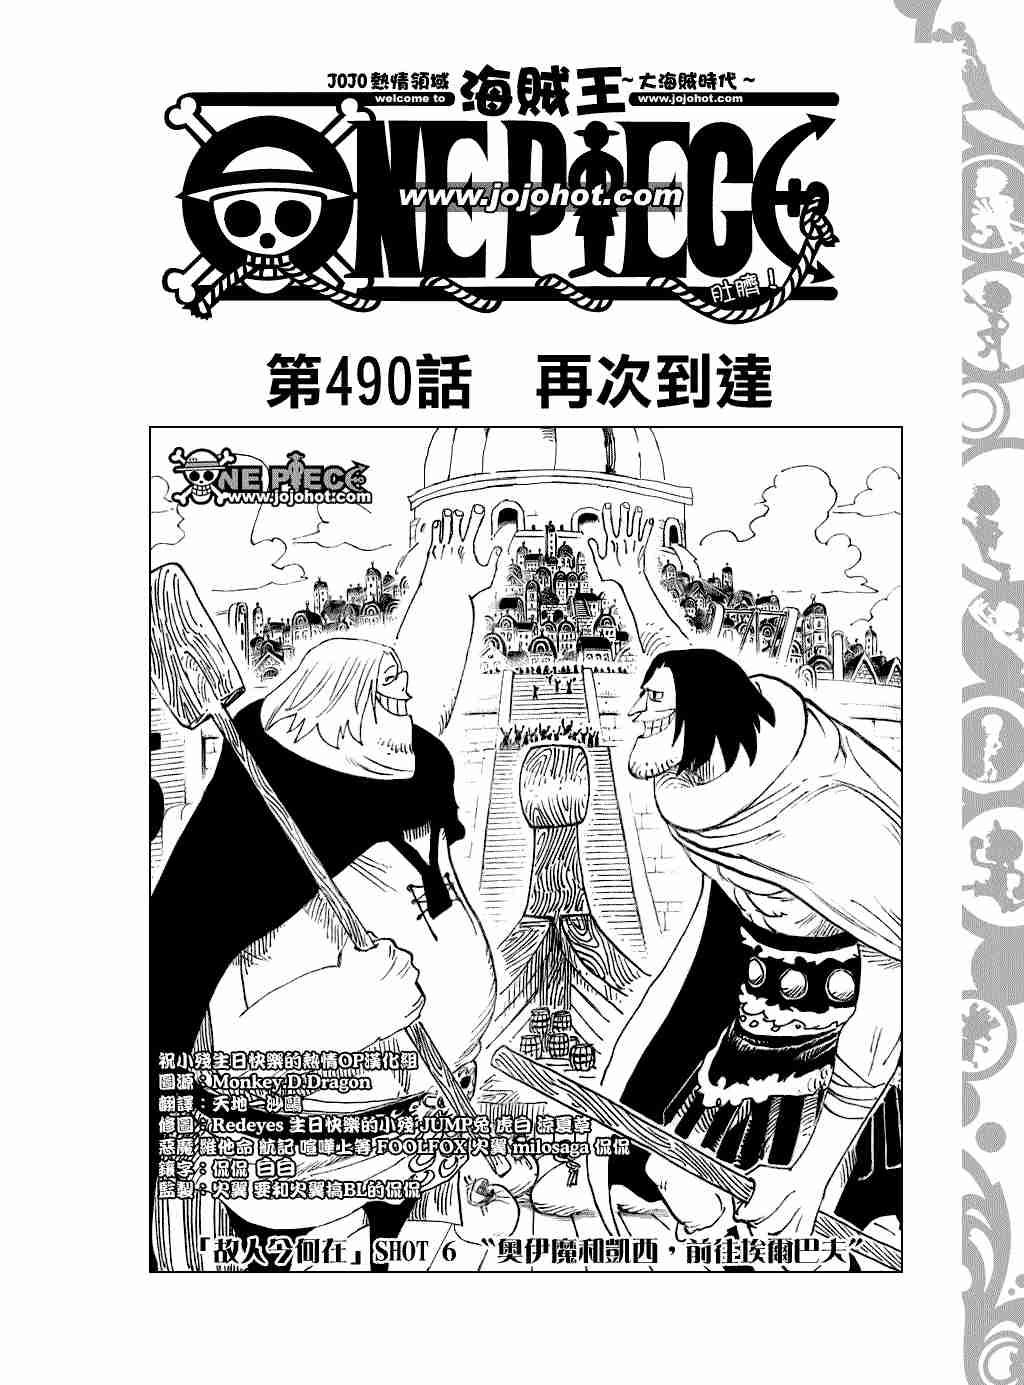 JOJO熱情領域 海賊王 ~大海賊時代~
welcome to www.jojohot.com
ONE PIECE
www.jojohot.com
肚臍！
第490話 再次到達
ONE PIECE
www.jojohot.com
祝小殘生日快樂的熱情OP漢化組
圖源：Monkey.D.Dragon
翻譯：天地一沙鷗
修圖：Redeyes 生日快樂的小殘 JUMP兔 虎白 涼夏乾
惡魔 維他命 航記 喧嘩上等 FOOLFOX 火翼 milosaga 侃侃
鑲字：侃侃 白白
監製：火翼 要和火翼搞BL的侃侃
「故人今何在」SHOT 6 “奧伊魔和凱西，前往埃爾巴夫”